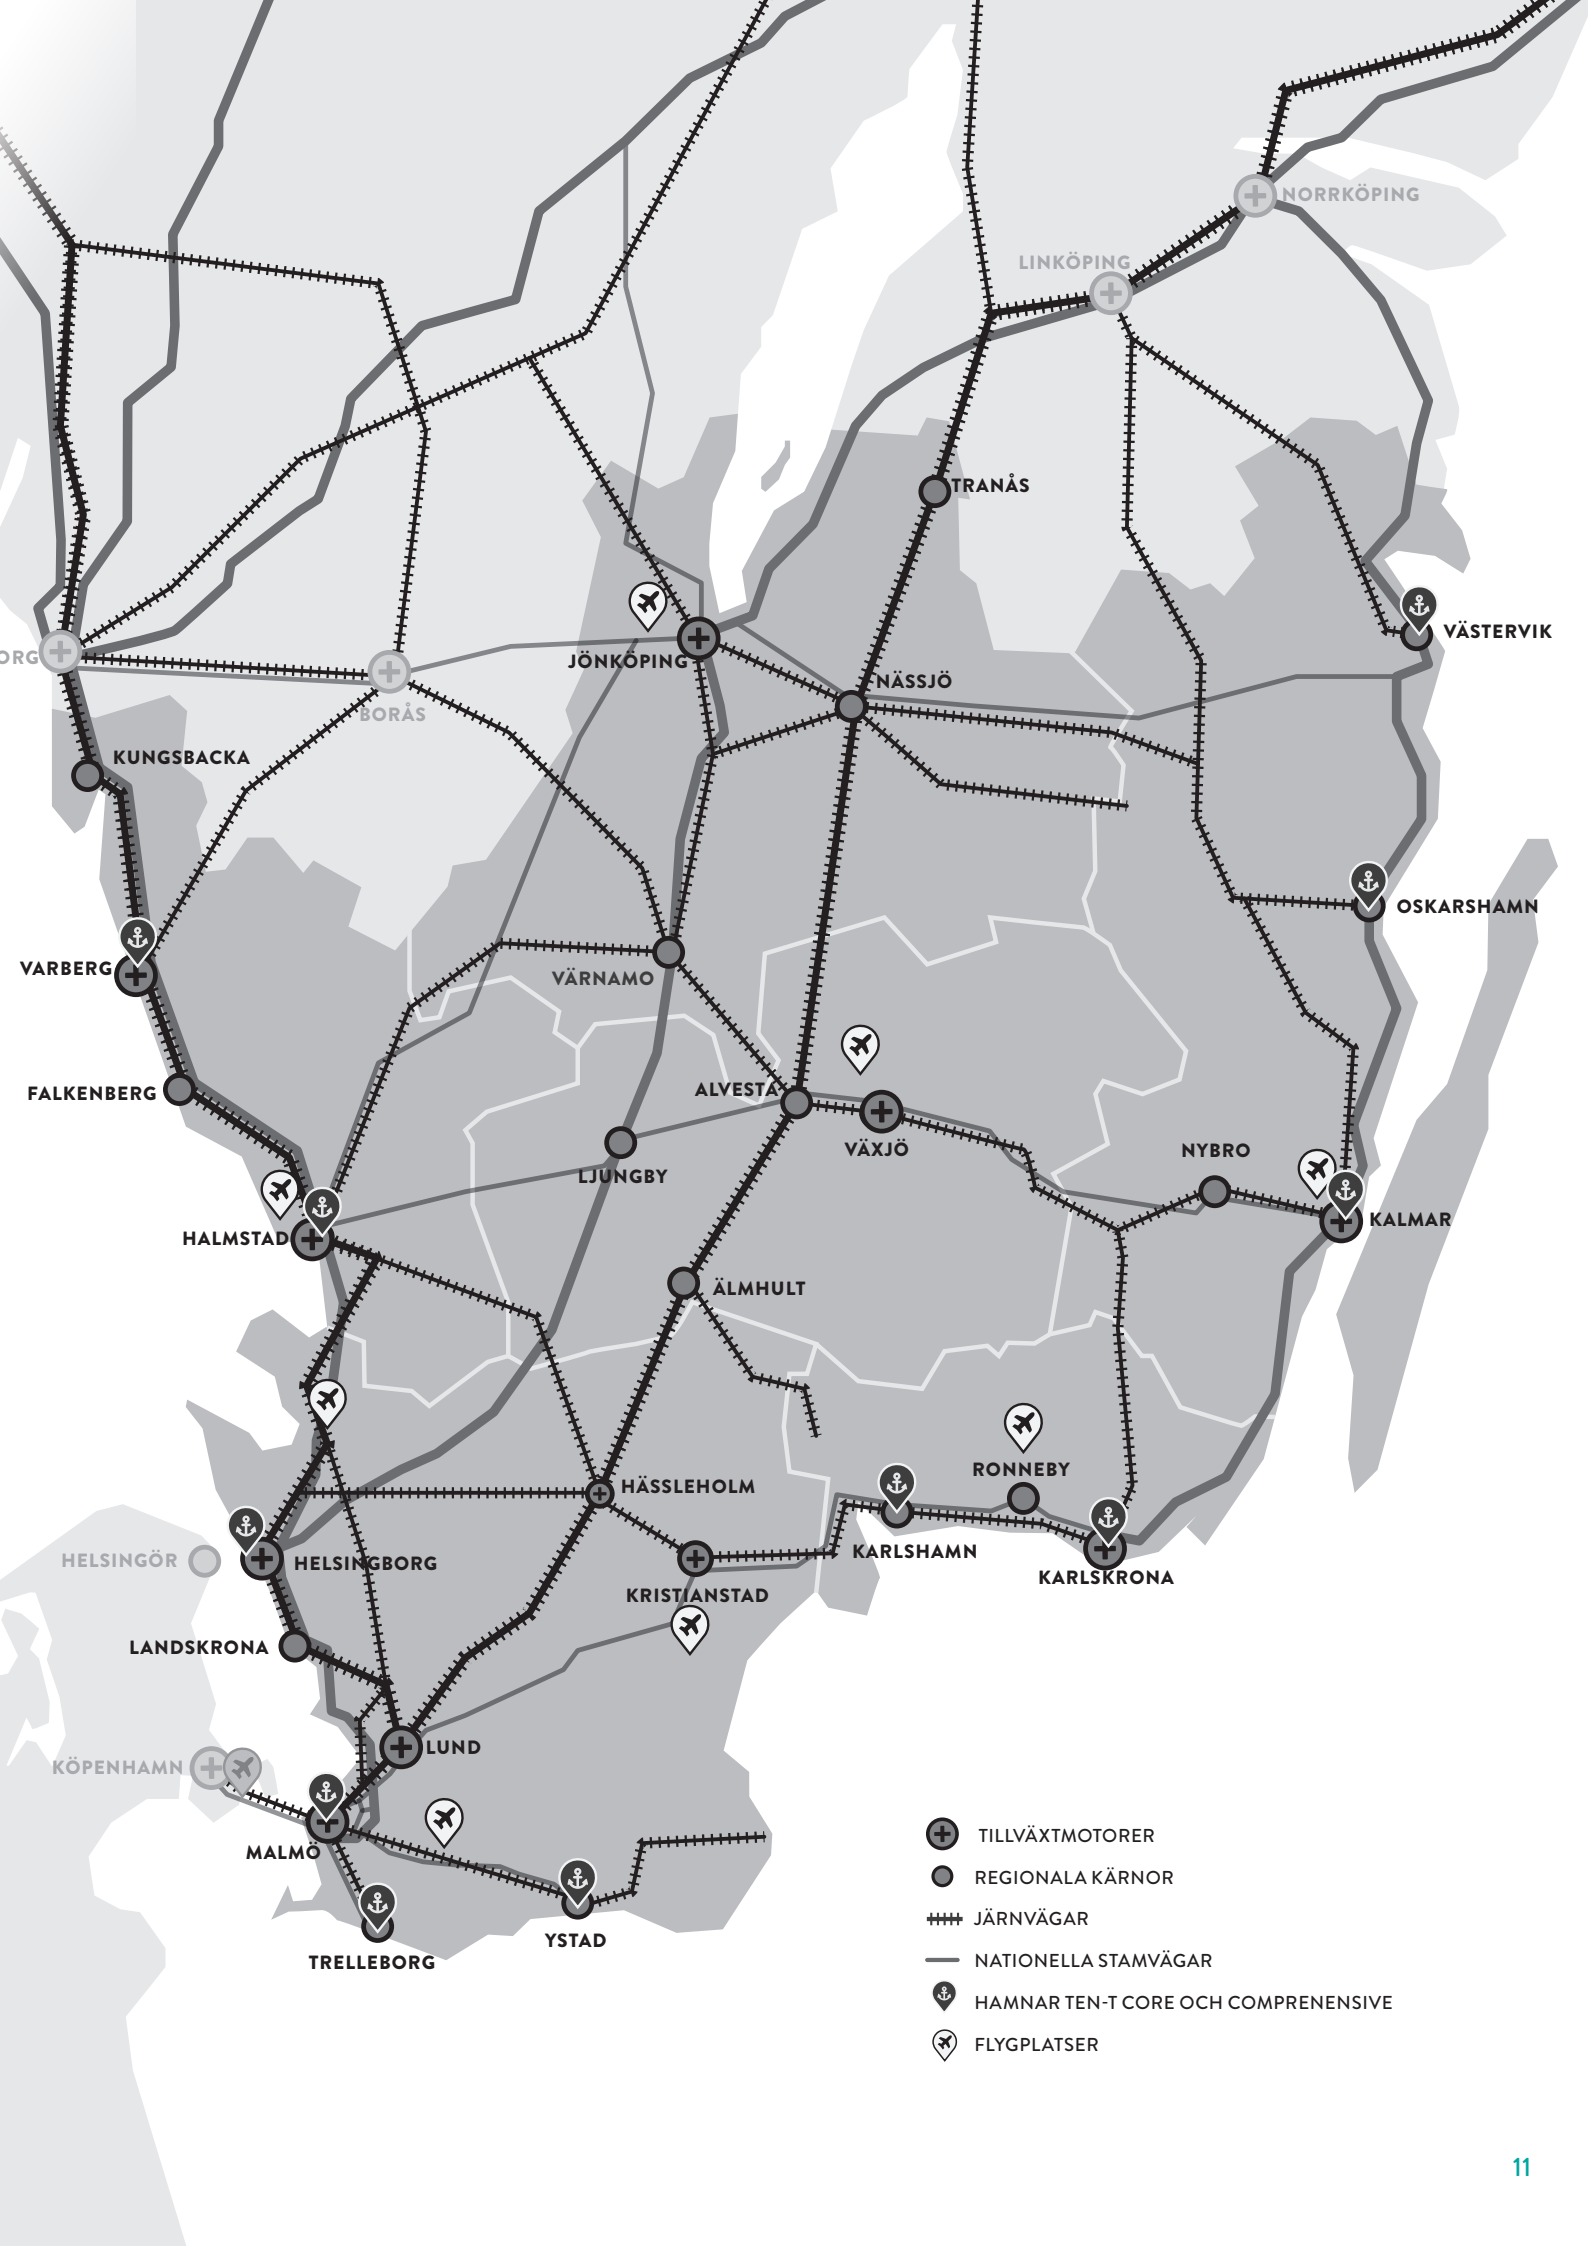 NORRKÖPING
LINKÖPING
TRANÅS
VÄSTERVIK
ORG
JÖNKÖPING
NÄSSJÖ
BORÅS
KUNGSBACKA
OSKARSHAMN
VARBERG
VÄRNAMO
FALKENBERG
ALVESTA
VÄXJÖ
NYBRO
LJUNGBY
HALMSTAD
KALMAR
ÄLMHULT
RONNEBY
HÄSSLEHOLM
KARLSHAMN
HELSINGÖR
HELSINGBORG
KARLSKRONA
KRISTIANSTAD
LANDSKRONA
LUND
KÖPENHAMN
MALMÖ
YSTAD
TRELLEBORG
TILLVÄXTMOTORER
REGIONALA KÄRNOR
JÄRNVÄGAR
NATIONELLA STAMVÄGAR
HAMNAR TEN-T CORE OCH COMPRENENSIVE
FLYGPLATSER
11